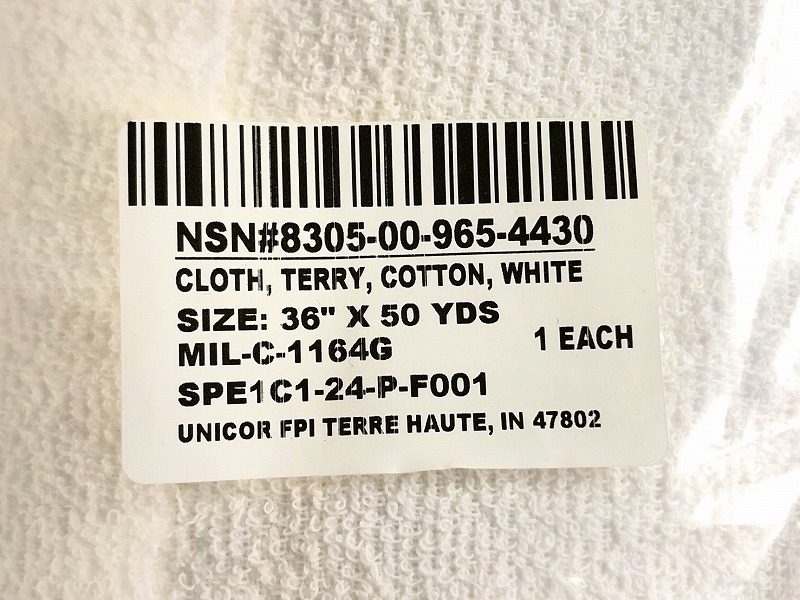 NSN#8305-00-965-4430
CLOTH, TERRY, COTTON, WHITE
SIZE: 36" X 50 YDS
MIL-C-1164G
1 EACH
SPE1C1-24-P-F001
UNICOR FPI TERRE HAUTE, IN 47802